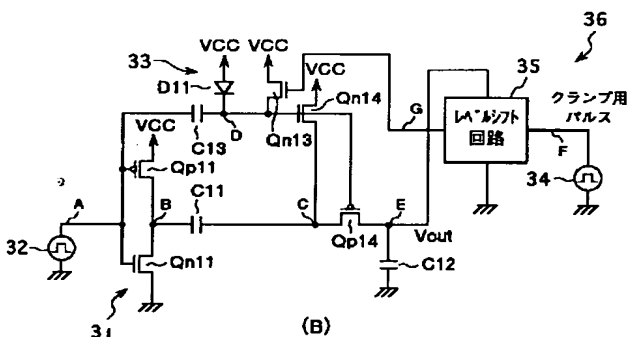 36
33
VCC
VCC
VCC
D11
35
クランプ用
パルス
Qn14
G
レベルシフト
回路
C13
D
Qn13
F
VCC
Qp11
C11
34
A
B
C
E
32
Qp14
Vout
Qn11
C12
31
(B)